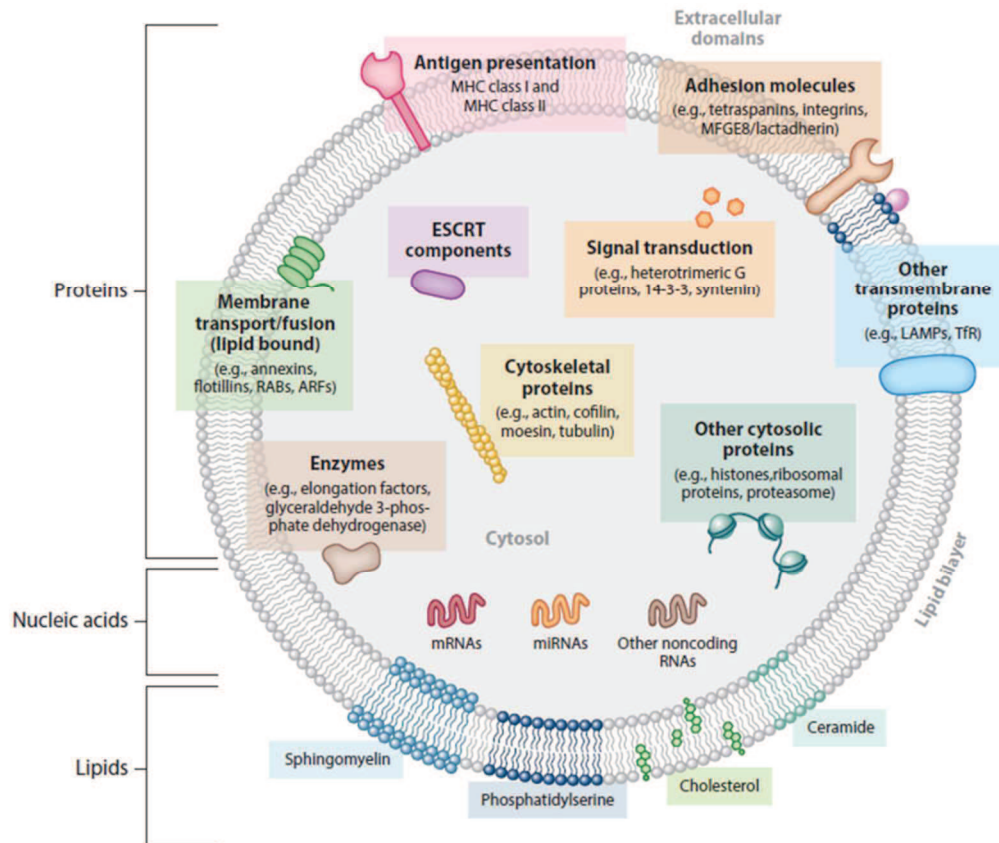 Extracellular
domains
Antigen presentation
MHC class I and
MHC class II
Adhesion molecules
(e.g., tetraspanins, integrins,
MFGE8/lactadherin)
ESCRT
components
Signal transduction
(e.g., heterotrimeric G
proteins, 14-3-3, syntenin)
Other
transmembrane
proteins
(e.g., LAMPs, TfR)
Proteins
Membrane
transport/fusion
(lipid bound)
(e.g., annexins,
flotillins, RABs, ARFs)
Cytoskeletal
proteins
(e.g., actin, cofilin,
moesin, tubulin)
Other cytosolic
proteins
(e.g., histones,ribosomal
proteins, proteasome)
Enzymes
(e.g., elongation factors,
glyceraldehyde 3-phos-
phate dehydrogenase)
Cytosol
Lipid bilayer
Nucleic acids
mRNAs
miRNAs
Other noncoding
RNAs
Lipids
Sphingomyelin
Phosphatidylserine
Cholesterol
Ceramide